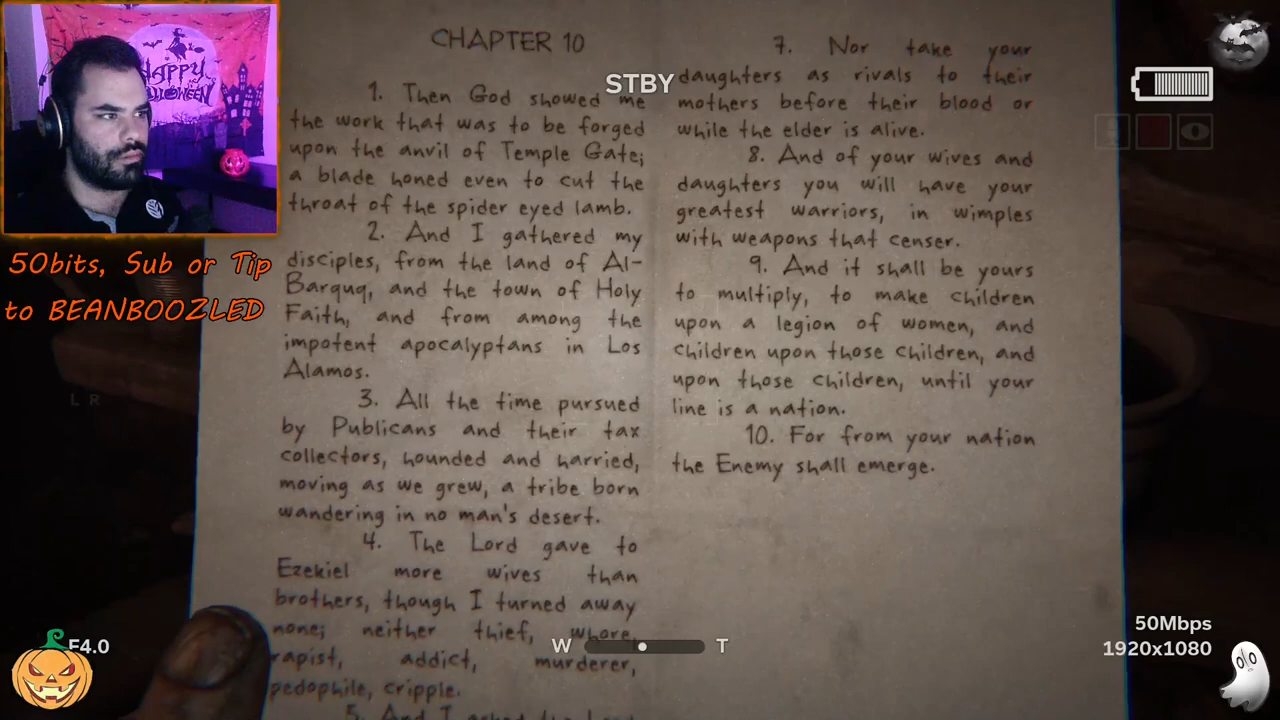 HAPPY
HALLOWEEN
50bits, Sub or Tip
to BEANBOOZLED
STBY
CHAPTER 10
1. Then God showed me
the work that was to be forged
upon the anvil of Temple Gate;
a blade honed even to cut the
throat of the spider eyed lamb.
2. And I gathered my
disciples, from the land of Al-
Barquq, and the town of Holy
Faith, and from among the
impotent apocalyptans in Los
Alamos.
3. All the time pursued
by Publicans and their tax
collectors, hounded and harried,
moving as we grew, a tribe born
wandering in no man's desert.
4. The Lord gave to
Ezekiel more wives than
brothers, though I turned away
none; neither thief, whore,
rapist, addict, murderer,
pedophile, cripple.
5. And I asked the Lord
7. Nor take your
daughters as rivals to their
mothers before their blood or
while the elder is alive.
8. And of your wives and
daughters you will have your
greatest warriors, in wimples
with weapons that censer.
9. And it shall be yours
to multiply, to make children
upon a legion of women, and
children upon those children, and
upon those children, until your
line is a nation.
10. For from your nation
the Enemy shall emerge.
L R
F4.0
W T
50Mbps
1920x1080